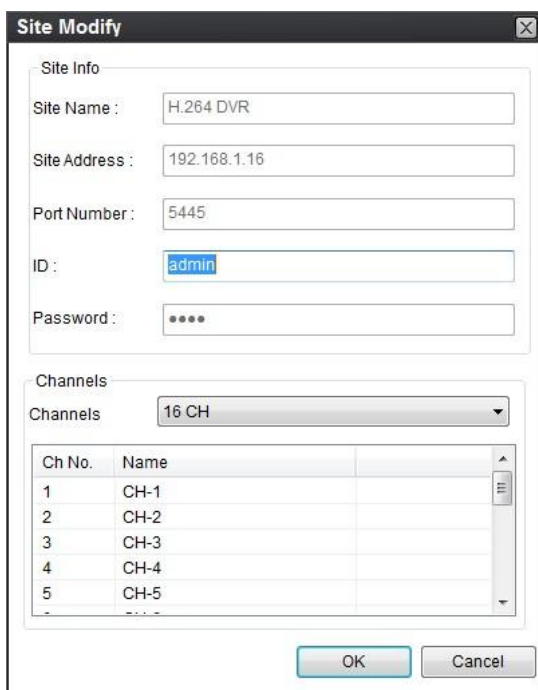 Site Modify
Site Info
Site Name : H.264 DVR
Site Address : 192.168.1.16
Port Number : 5445
ID : admin
Password : ●●●●
Channels
Channels 16 CH
Ch No. Name
1 CH-1
2 CH-2
3 CH-3
4 CH-4
5 CH-5
OK Cancel